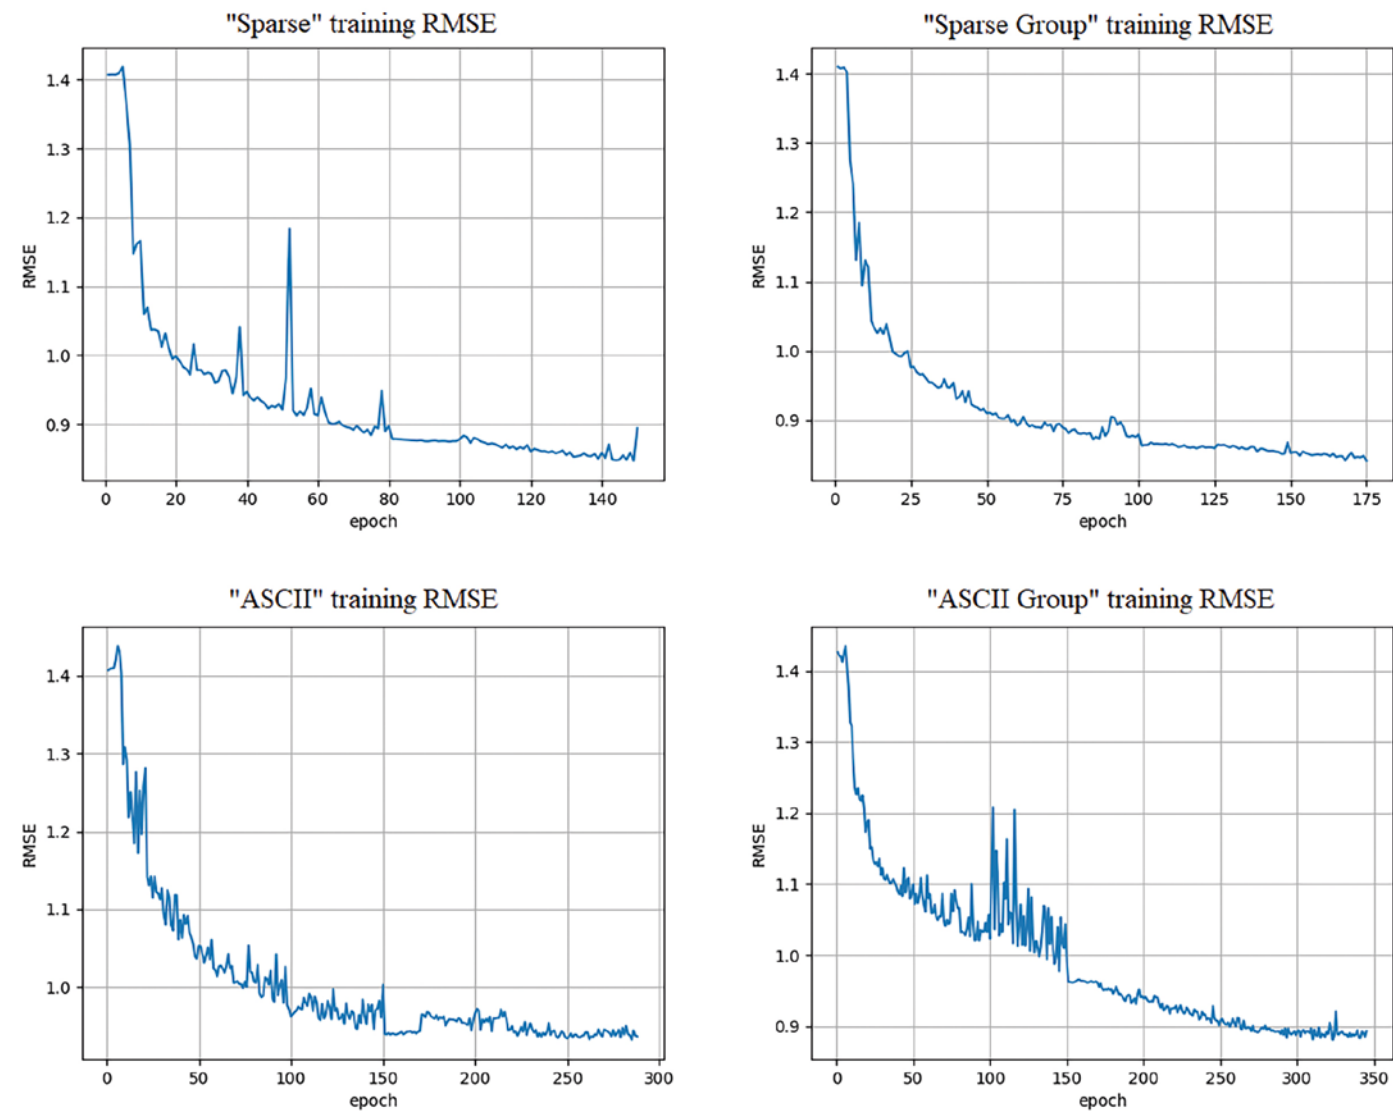 "Sparse" training RMSE
1.4
1.3
1.2
1.1
1.0
0.9
RMSE
0 20 40 60 80 100 120 140
epoch
"Sparse Group" training RMSE
1.4
1.3
1.2
1.1
1.0
0.9
RMSE
0 25 50 75 100 125 150 175
epoch
"ASCII" training RMSE
1.4
1.3
1.2
1.1
1.0
RMSE
0 50 100 150 200 250 300
epoch
"ASCII Group" training RMSE
1.4
1.3
1.2
1.1
1.0
0.9
RMSE
0 50 100 150 200 250 300 350
epoch